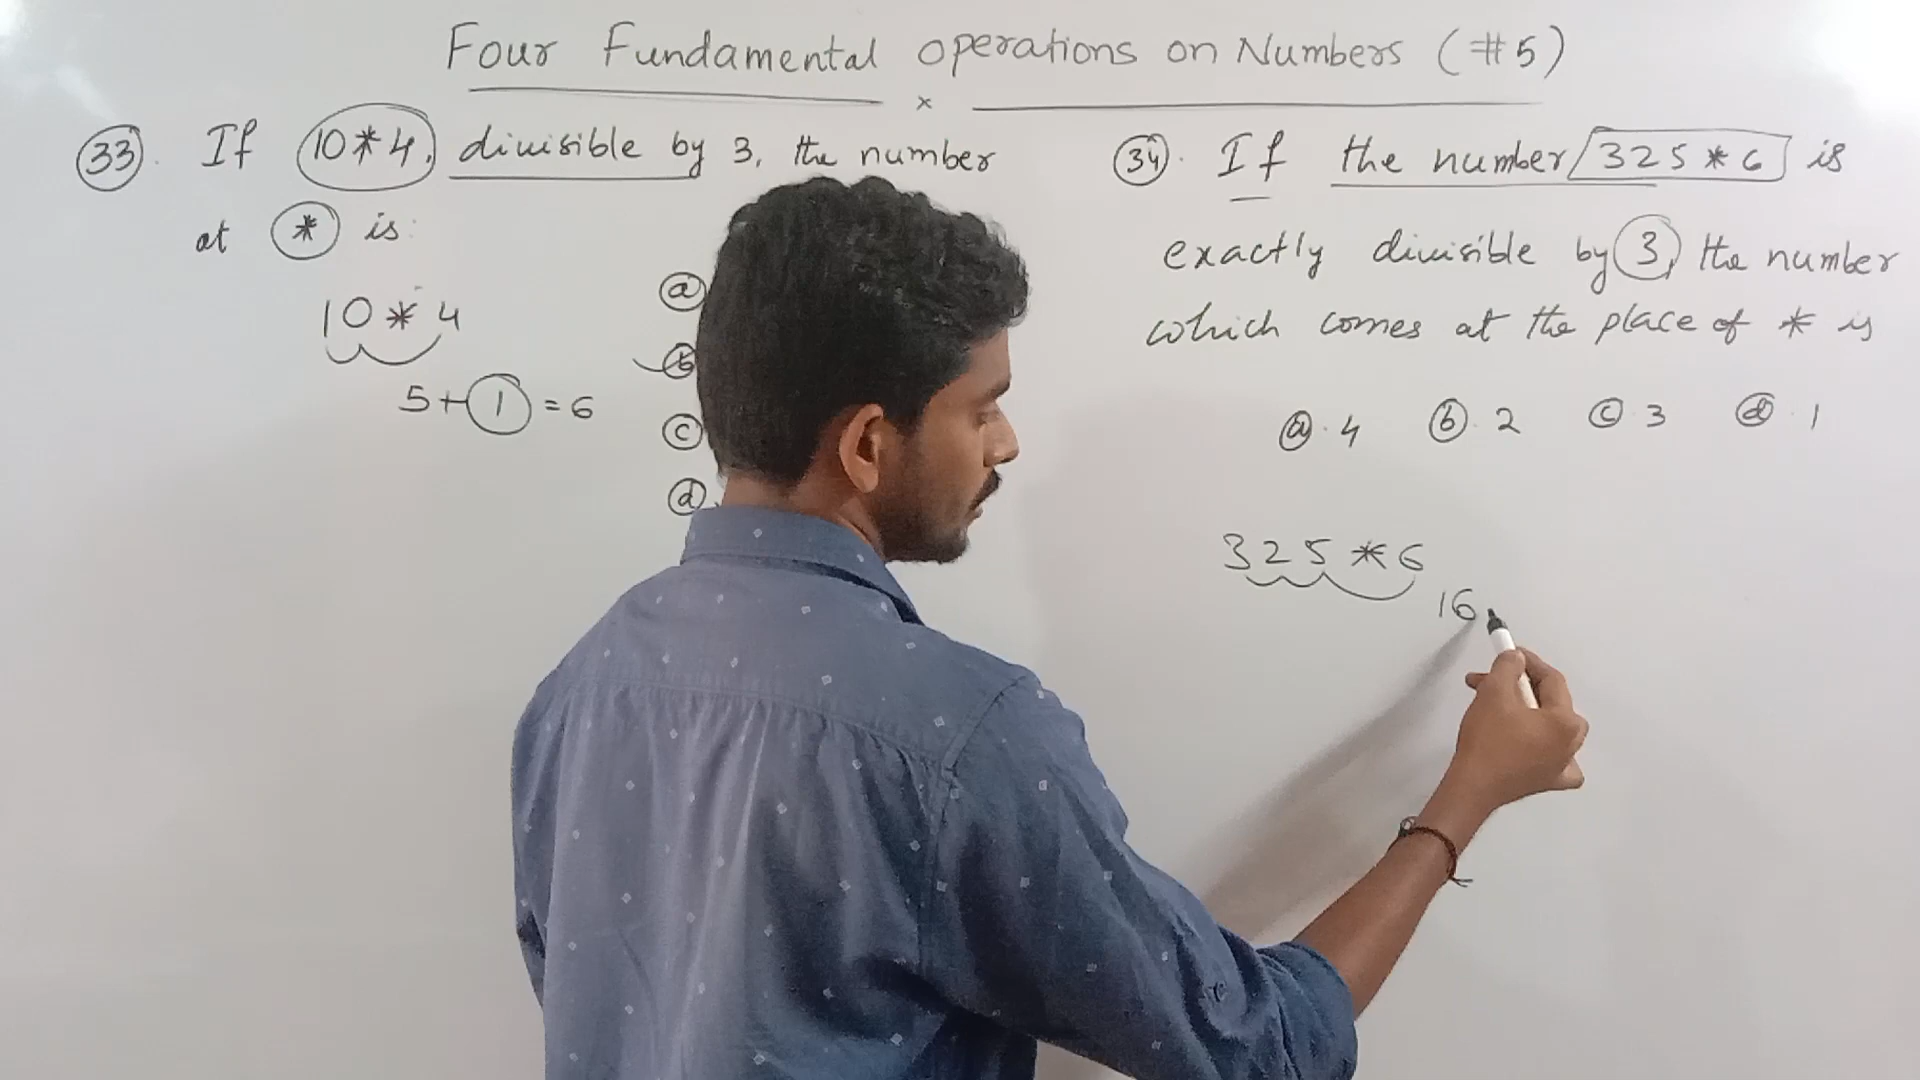 Four Fundamental operations on Numbers (#5)
x
33. If 10*4, divisible by 3, the number
at * is:
10*4
5+1=6
a
b
c
d.
34. If the number 325*6 is
exactly divisible by 3, the number
which comes at the place of * is
a. 4 b. 2 c. 3 d. 1
325*6
16